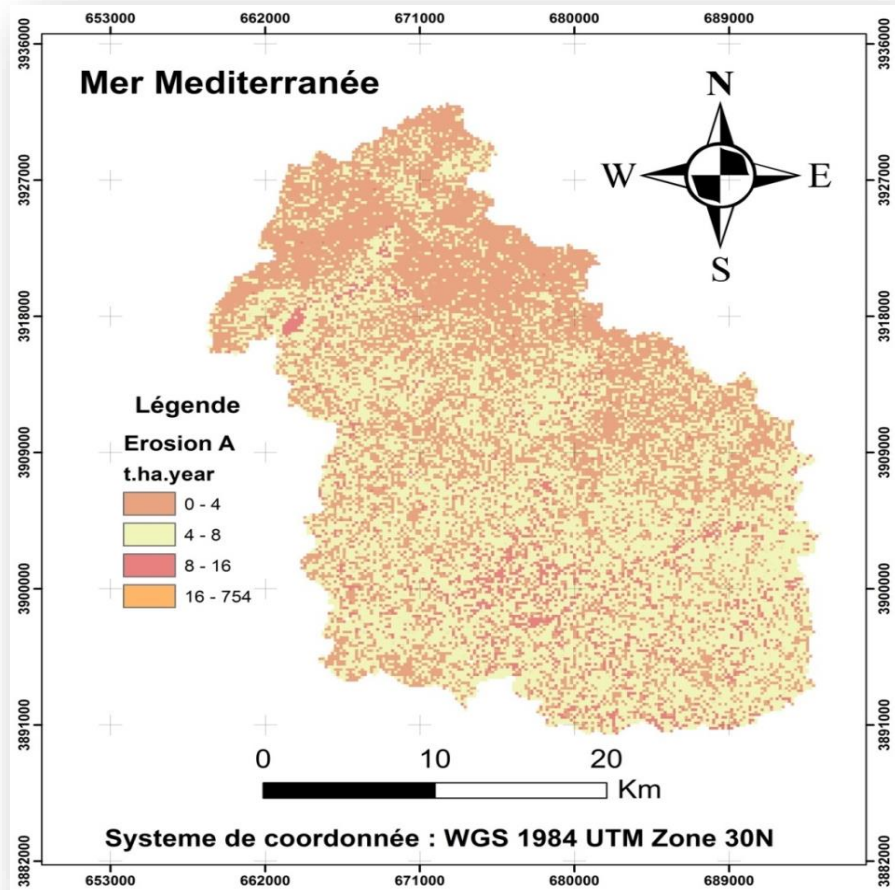 653000 662000 671000 680000 689000
3936000 3936000
Mer Mediterranée
N
W E
S
3927000 3927000
3918000 3918000
Légende
Erosion A
t.ha.year
0 - 4
4 - 8
8 - 16
16 - 754
3909000 3909000
3900000 3900000
3891000 3891000
0 10 20
Km
Systeme de coordonnée : WGS 1984 UTM Zone 30N
3882000 3882000
653000 662000 671000 680000 689000